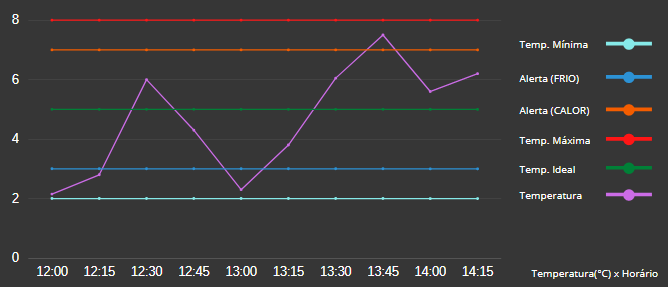 8
6
4
2
0
12:00 12:15 12:30 12:45 13:00 13:15 13:30 13:45 14:00 14:15
Temp. Mínima
Alerta (FRIO)
Alerta (CALOR)
Temp. Máxima
Temp. Ideal
Temperatura
Temperatura(°C) x Horário